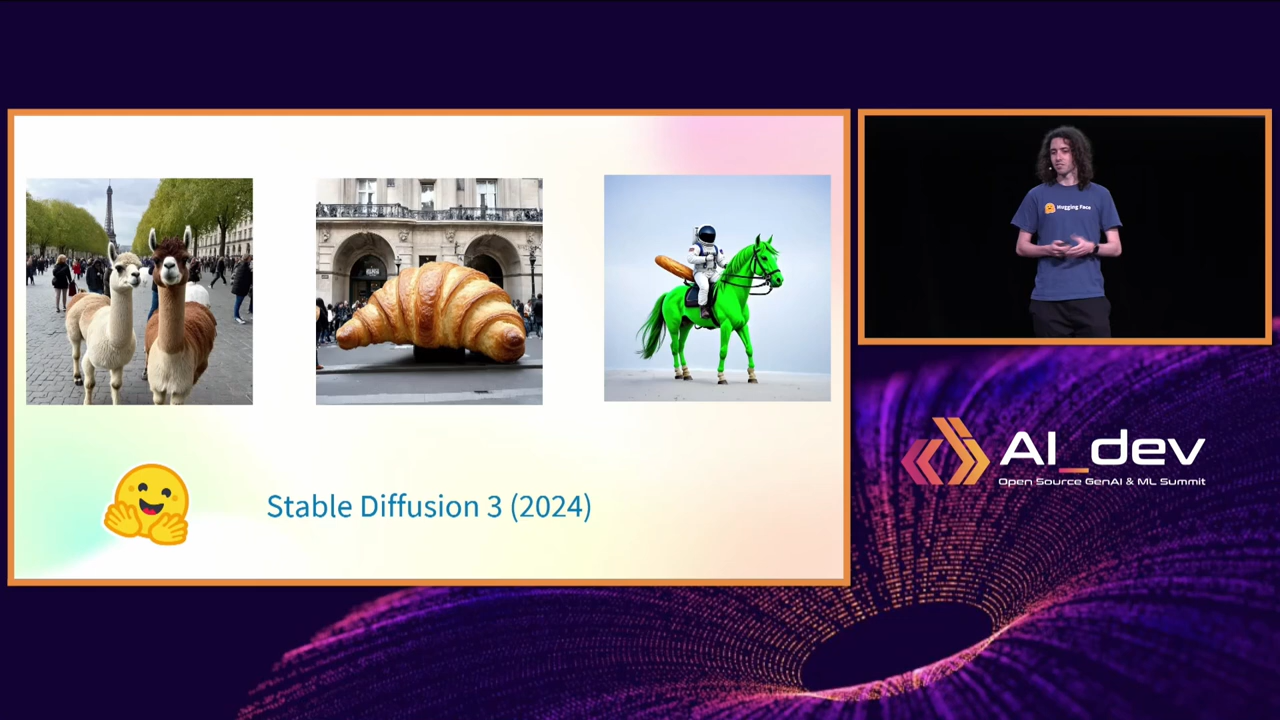 Stable Diffusion 3 (2024)
Hugging Face
AI_dev
Open Source GenAI & ML Summit